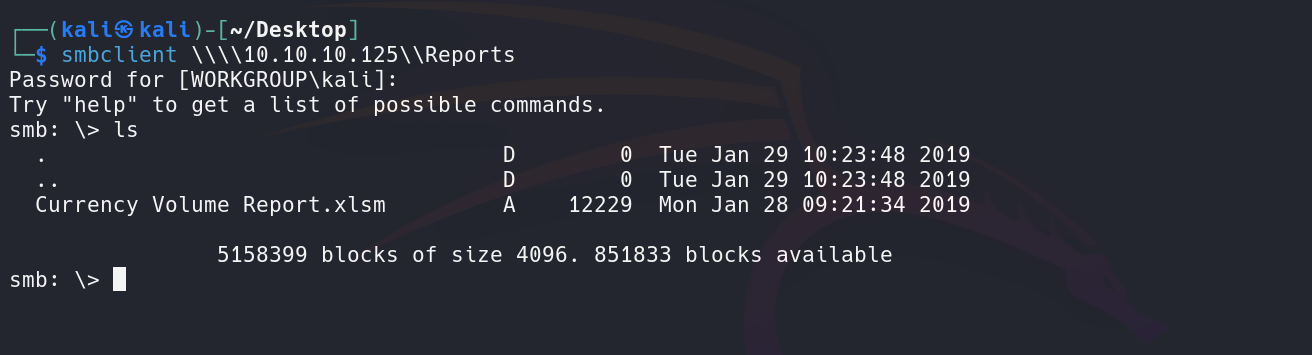 ┌──(kali㉿kali)-[~/Desktop]
└─$ smbclient \\\\10.10.10.125\\Reports
Password for [WORKGROUP\kali]:
Try "help" to get a list of possible commands.
smb: \> ls
  .                                   D        0  Tue Jan 29 10:23:48 2019
  ..                                  D        0  Tue Jan 29 10:23:48 2019
  Currency Volume Report.xlsm         A    12229  Mon Jan 28 09:21:34 2019
                5158399 blocks of size 4096. 851833 blocks available
smb: \>